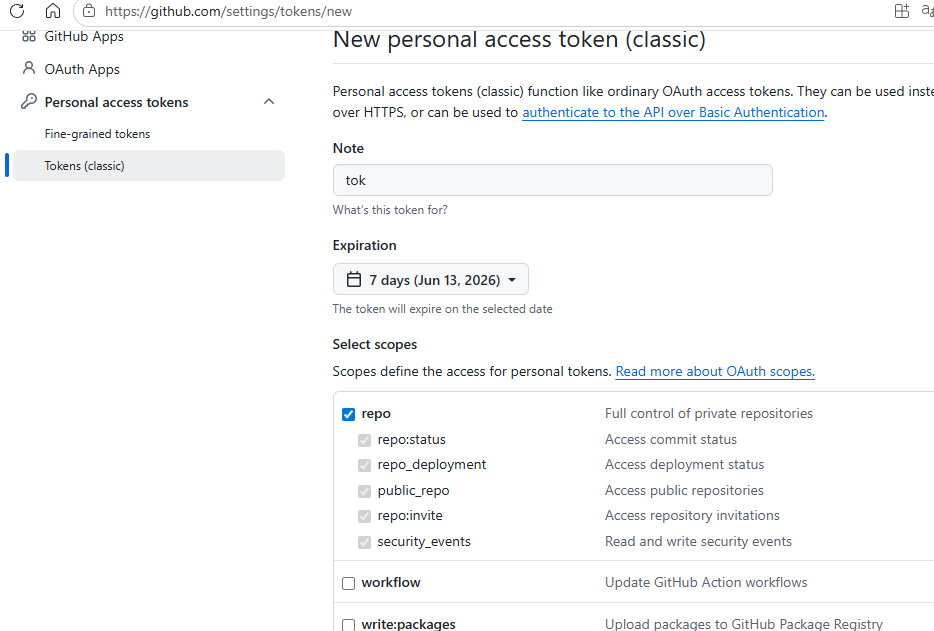 https://github.com/settings/tokens/new
GitHub Apps
OAuth Apps
Personal access tokens
Fine-grained tokens
Tokens (classic)
New personal access token (classic)
Personal access tokens (classic) function like ordinary OAuth access tokens. They can be used
over HTTPS, or can be used to authenticate to the API over Basic Authentication.
Note
tok
What's this token for?
Expiration
7 days (Jun 13, 2026)
The token will expire on the selected date
Select scopes
Scopes define the access for personal tokens. Read more about OAuth scopes.
repo Full control of private repositories
repo:status Access commit status
repo_deployment Access deployment status
public_repo Access public repositories
repo:invite Access repository invitations
security_events Read and write security events
workflow Update GitHub Action workflows
write:packages Upload packages to GitHub Package Registry